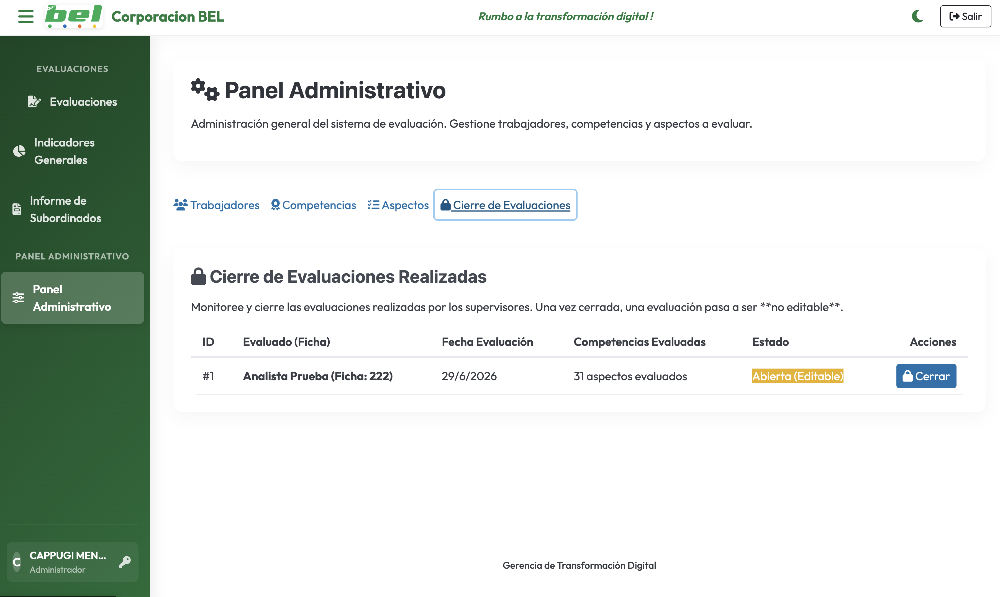 bel
Corporacion BEL
Rumbo a la transformación digital !
Salir
EVALUACIONES
Evaluaciones
Indicadores
Generales
Informe de
Subordinados
PANEL ADMINISTRATIVO
Panel
Administrativo
CAPPUGI MEN...
Administrador
C
Panel Administrativo
Administración general del sistema de evaluación. Gestione trabajadores, competencias y aspectos a evaluar.
Trabajadores Competencias Aspectos Cierre de Evaluaciones
Cierre de Evaluaciones Realizadas
Monitoree y cierre las evaluaciones realizadas por los supervisores. Una vez cerrada, una evaluación pasa a ser **no editable**.
ID Evaluado (Ficha) Fecha Evaluación Competencias Evaluadas Estado Acciones
#1 Analista Prueba (Ficha: 222) 29/6/2026 31 aspectos evaluados Abierta (Editable) Cerrar
Gerencia de Transformación Digital